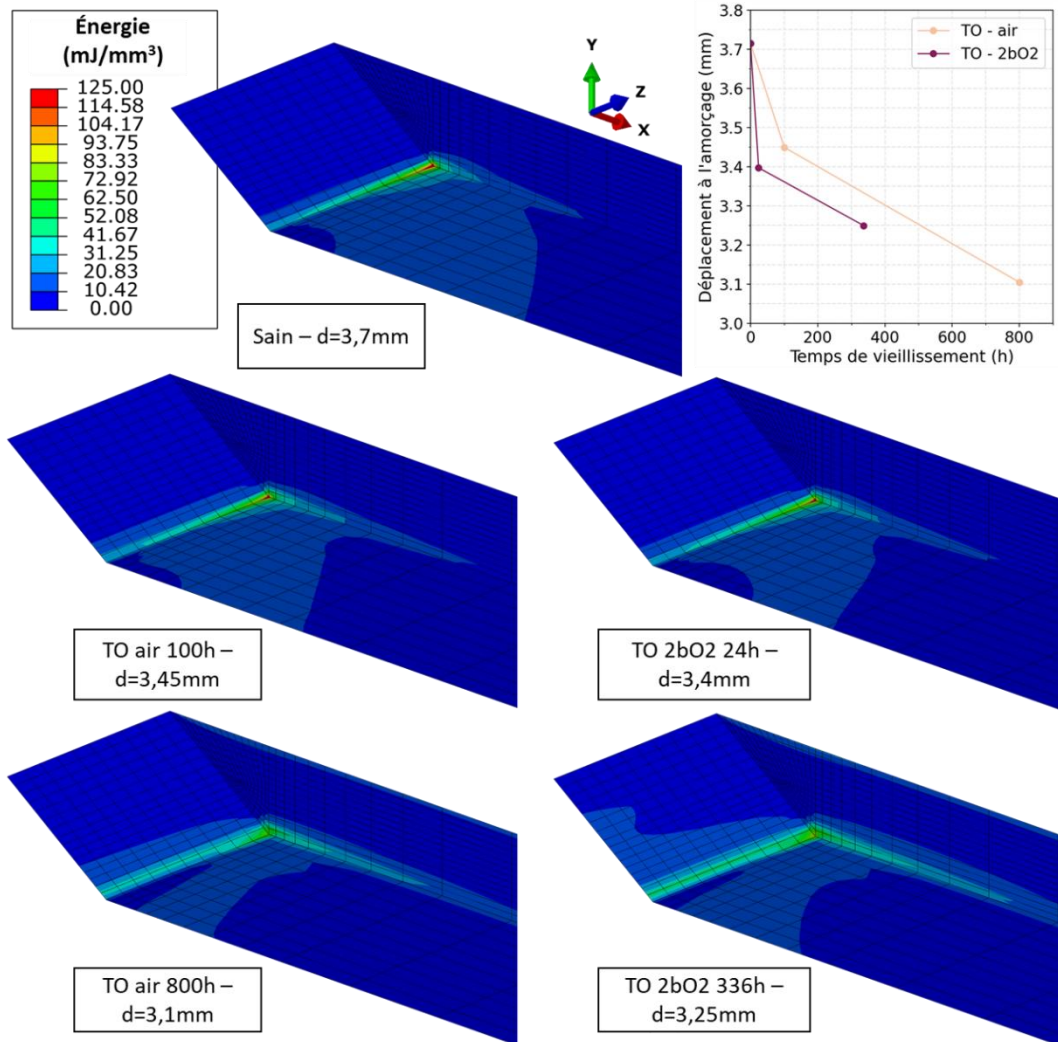 Énergie
(mJ/mm³)
125.00
114.58
104.17
93.75
83.33
72.92
62.50
52.08
41.67
31.25
20.83
10.42
0.00
Sain – d=3,7mm
Y
Z
X
3.8
3.7
3.6
3.5
3.4
3.3
3.2
3.1
3.0
Déplacement à l'amorçage (mm)
TO - air
TO - 2bO2
0
200
400
600
800
Temps de vieillissement (h)
TO air 100h –
d=3,45mm
TO 2bO2 24h –
d=3,4mm
TO air 800h –
d=3,1mm
TO 2bO2 336h –
d=3,25mm